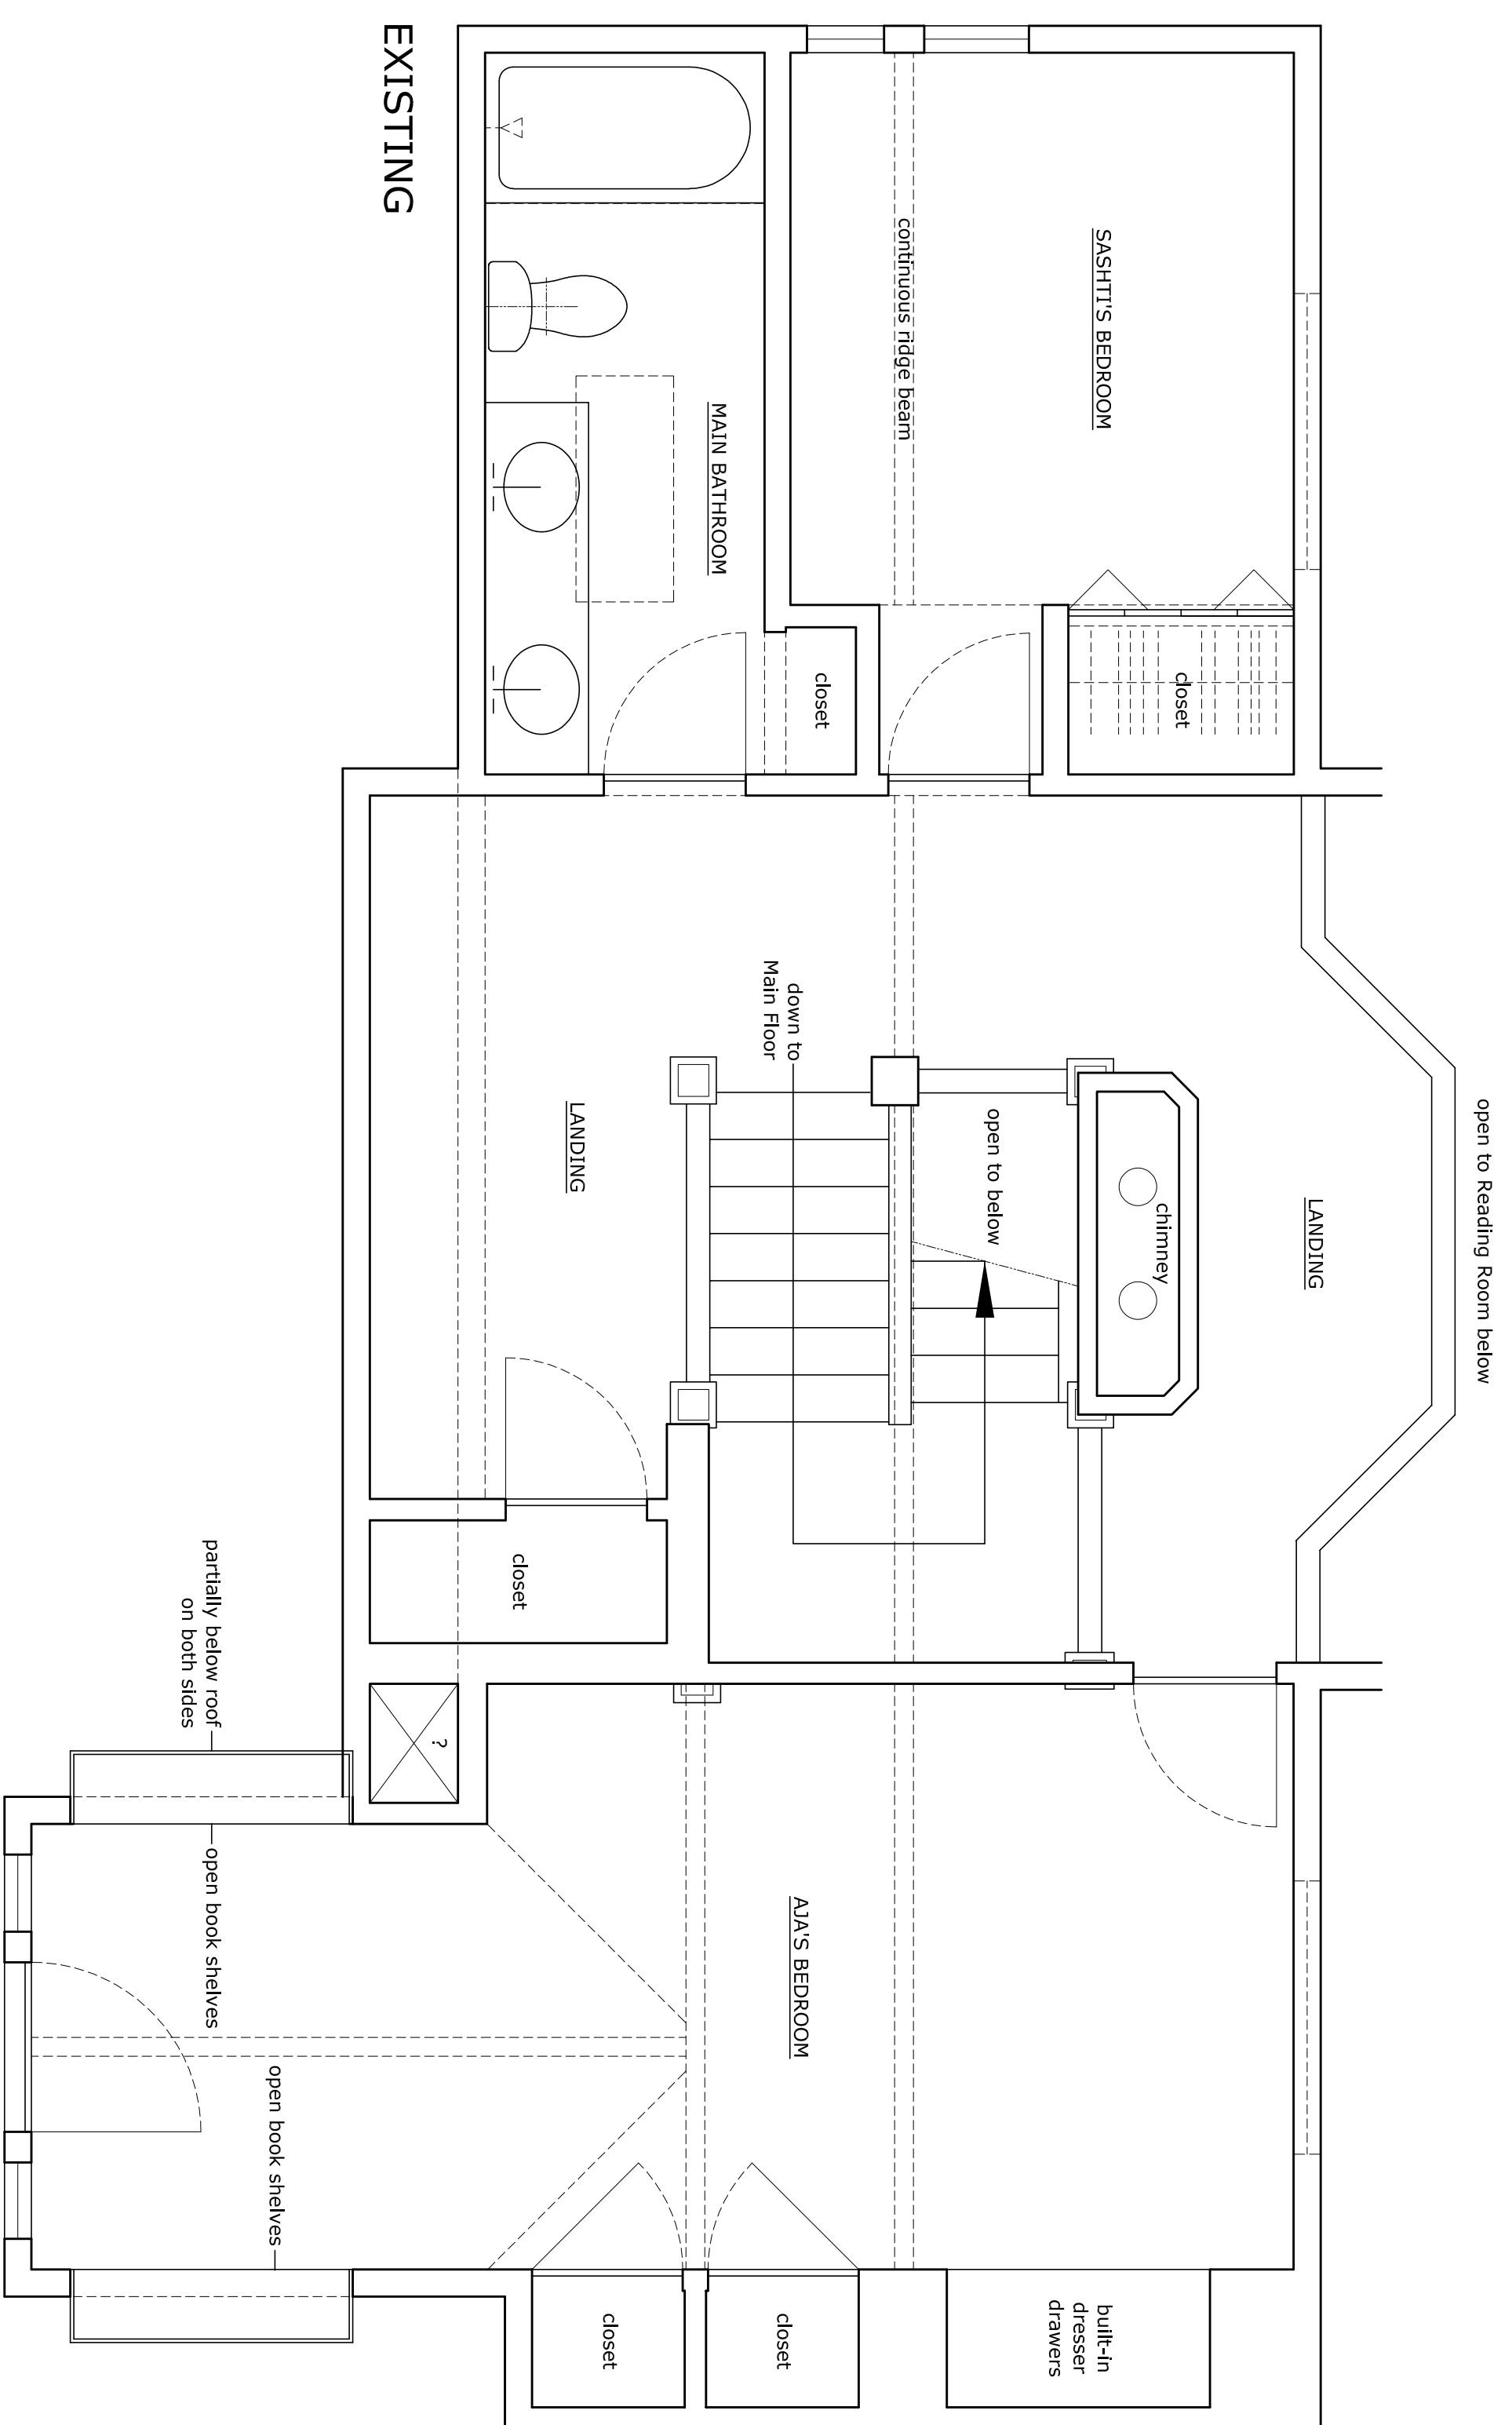 open to Reading Room below
LANDING
SASHTI'S BEDROOM
closet
chimney
built-in
dresser
drawers
continuous ridge beam
open to below
closet
down to
Main Floor
AJA'S BEDROOM
closet
MAIN BATHROOM
LANDING
closet
closet
?
EXISTING
open book shelves
partially below roof
on both sides
open book shelves